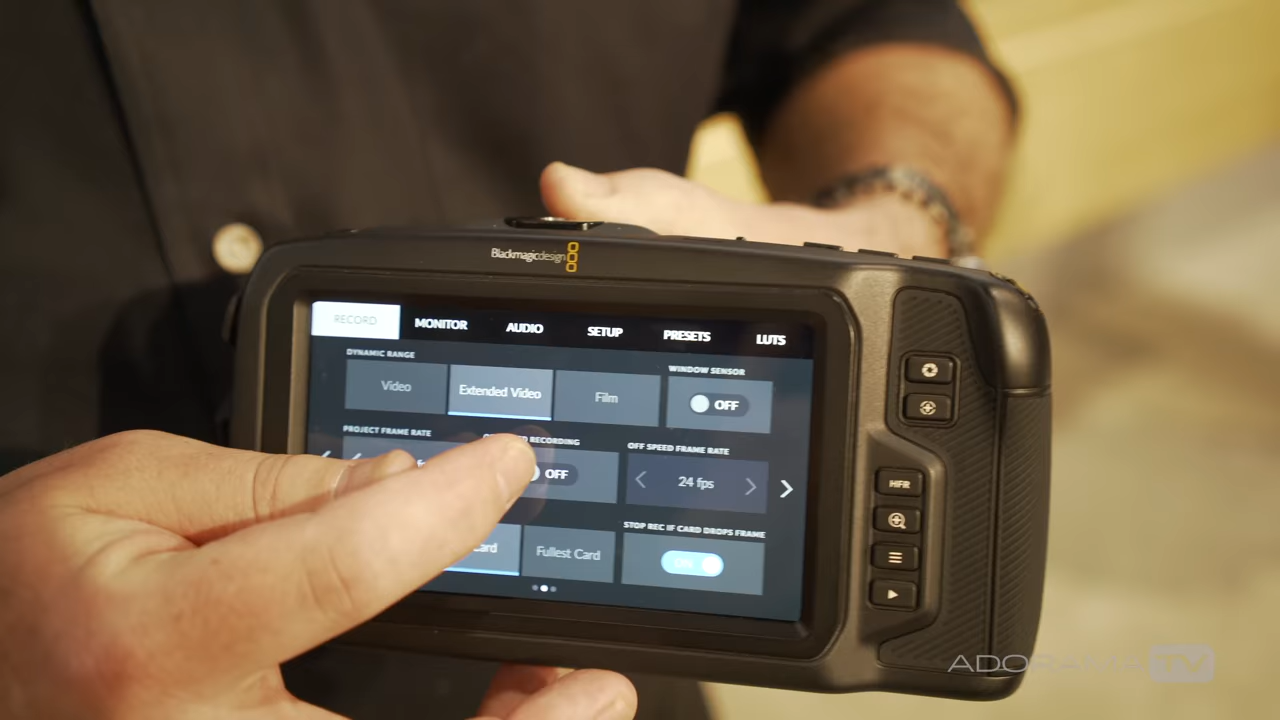 Blackmagicdesign
RECORD MONITOR AUDIO SETUP PRESETS LUTS
DYNAMIC RANGE WINDOW SENSOR
Video Extended Video Film OFF
PROJECT FRAME RATE RECORDING OFF SPEED FRAME RATE
OFF 24 fps
STOP REC IF CARD DROPS FRAME
Card Fullest Card ON
HFR
ADORAMA TV